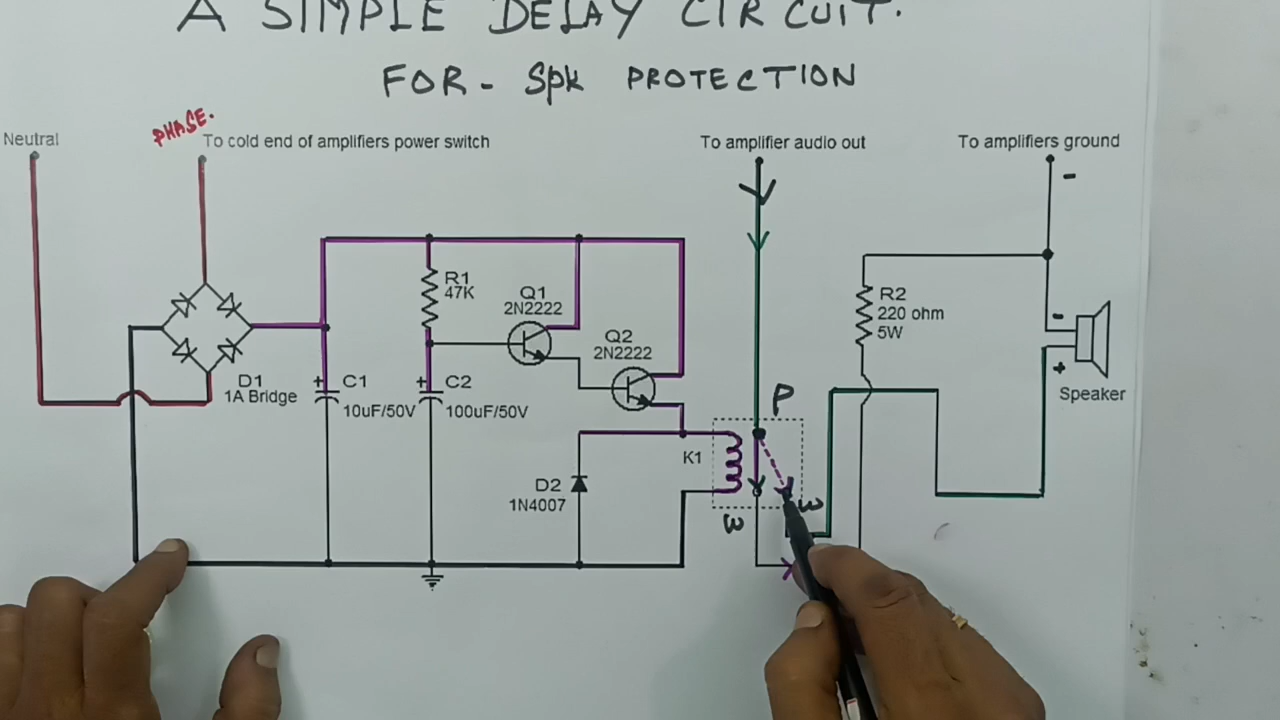 A SIMPLE DELAY CIRCUIT.
FOR - Spk PROTECTION
PHASE.
Neutral
To cold end of amplifiers power switch
To amplifier audio out
To amplifiers ground
-
R1
47K
Q1
2N2222
Q2
2N2222
R2
220 ohm
5W
-
+
Speaker
D1
1A Bridge
+
C1
10uF/50V
+
C2
100uF/50V
P
K1
D2
1N4007
ω
ω